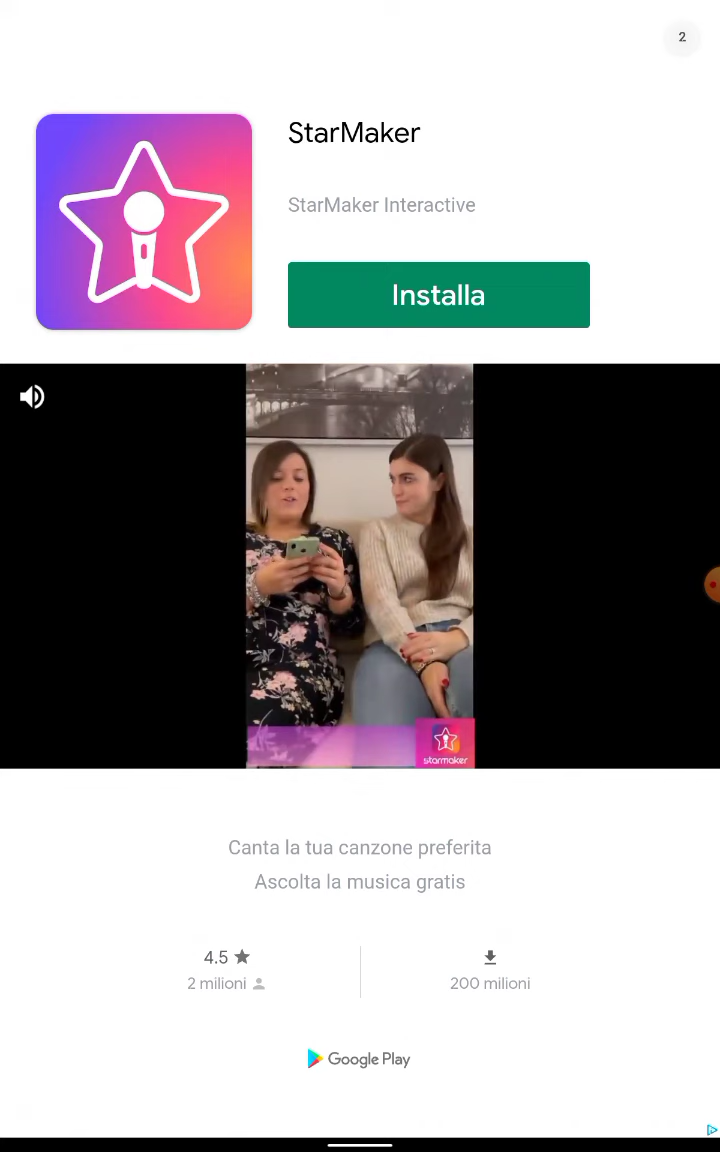 2
StarMaker
StarMaker Interactive
Installa
starmaker
Canta la tua canzone preferita
Ascolta la musica gratis
4.5
2 milioni
200 milioni
Google Play